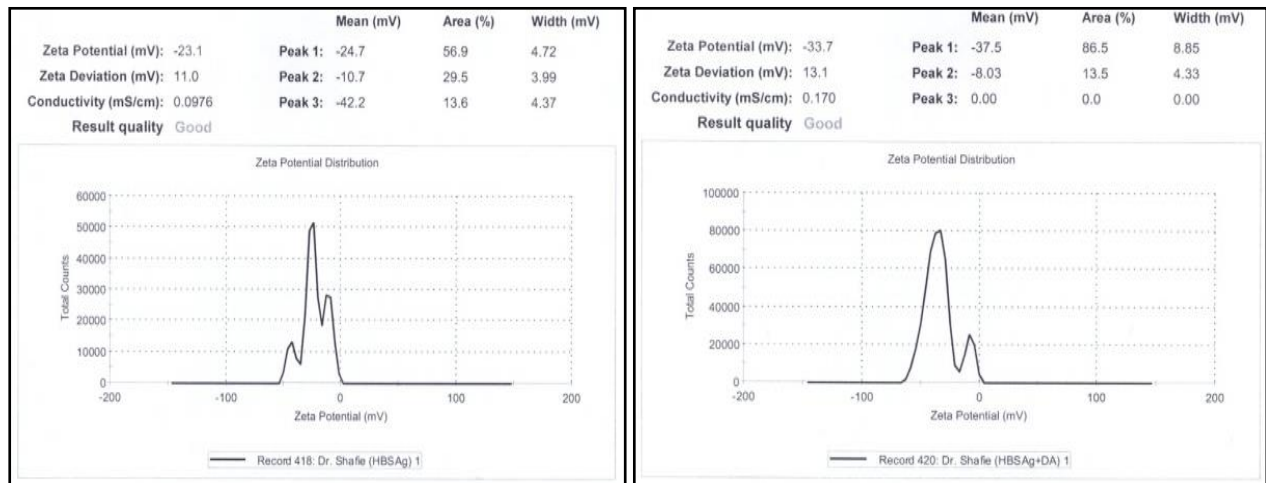 Mean (mV) Area (%) Width (mV)
Zeta Potential (mV): -23.1 Peak 1: -24.7 56.9 4.72
Zeta Deviation (mV): 11.0 Peak 2: -10.7 29.5 3.99
Conductivity (mS/cm): 0.0976 Peak 3: -42.2 13.6 4.37
Result quality Good
Zeta Potential Distribution
60000
50000
40000
30000
20000
10000
0
Total Counts
-200 -100 0 100 200
Zeta Potential (mV)
Record 418: Dr. Shafie (HBSAg) 1
Mean (mV) Area (%) Width (mV)
Zeta Potential (mV): -33.7 Peak 1: -37.5 86.5 8.85
Zeta Deviation (mV): 13.1 Peak 2: -8.03 13.5 4.33
Conductivity (mS/cm): 0.170 Peak 3: 0.00 0.0 0.00
Result quality Good
Zeta Potential Distribution
100000
80000
60000
40000
20000
0
Total Counts
-200 -100 0 100 200
Zeta Potential (mV)
Record 420: Dr. Shafie (HBSAg+DA) 1